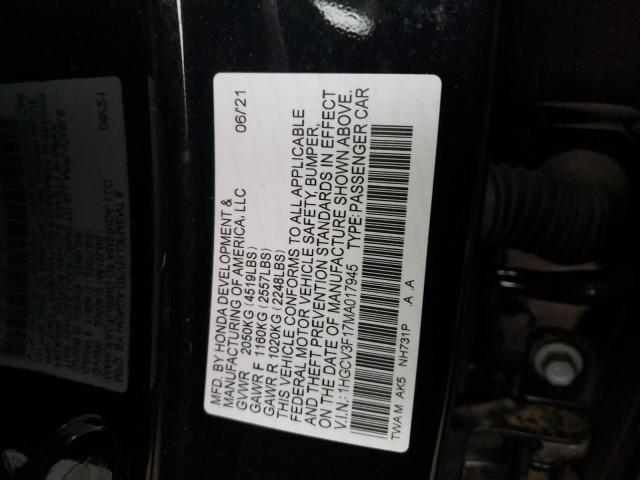 MFD. BY HONDA DEVELOPMENT & 06/21
MANUFACTURING OF AMERICA, LLC
GVWR 2050KG (4519LBS)
GAWR F 1160KG (2557LBS)
GAWR R 1020KG (2248LBS)
THIS VEHICLE CONFORMS TO ALL APPLICABLE
FEDERAL MOTOR VEHICLE SAFETY, BUMPER,
AND THEFT PREVENTION STANDARDS IN EFFECT
ON THE DATE OF MANUFACTURE SHOWN ABOVE.
V.I.N.: 1HGCV3F17MA017945 TYPE: PASSENGER CAR
TWA M AK5 NH731P .A .A